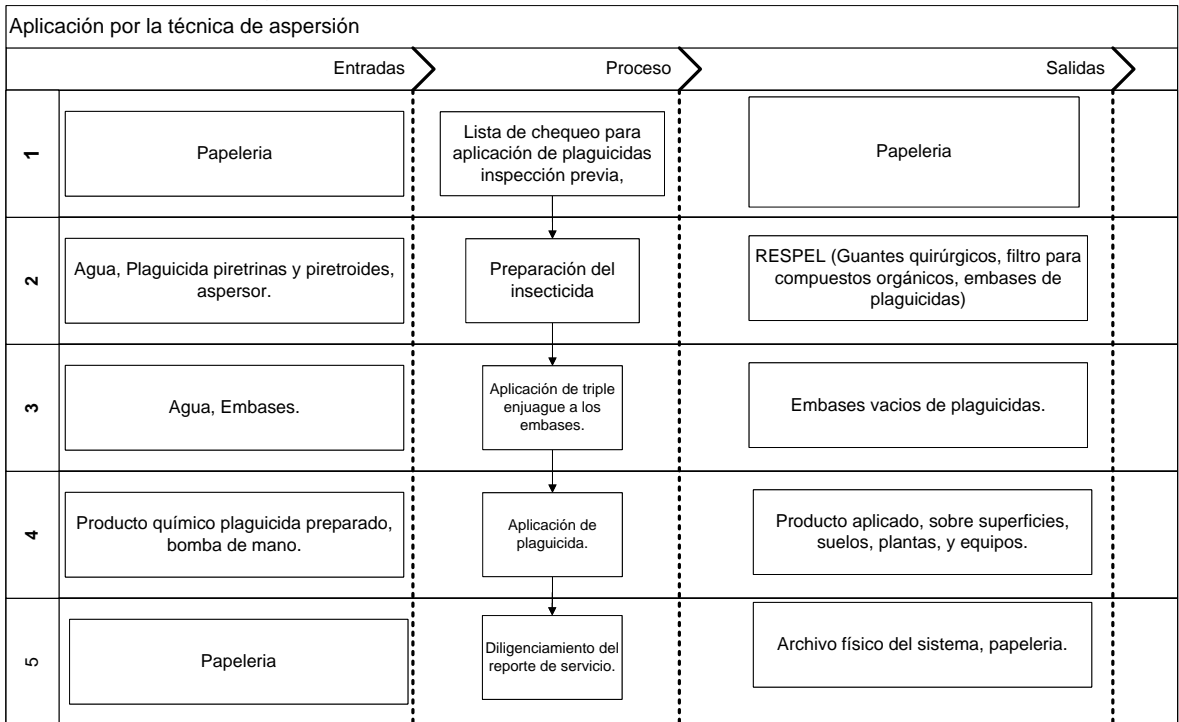 Aplicación por la técnica de aspersión
Entradas
Proceso
Salidas
1
Papeleria
Lista de chequeo para
aplicación de plaguicidas
inspección previa,
Papeleria
2
Agua, Plaguicida piretrinas y piretroides,
aspersor.
Preparación del
insecticida
RESPEL (Guantes quirúrgicos, filtro para
compuestos orgánicos, embases de
plaguicidas)
3
Agua, Embases.
Aplicación de triple
enjuague a los
embases.
Embases vacios de plaguicidas.
4
Producto químico plaguicida preparado,
bomba de mano.
Aplicación de
plaguicida.
Producto aplicado, sobre superficies,
suelos, plantas, y equipos.
5
Papeleria
Diligenciamiento del
reporte de servicio.
Archivo físico del sistema, papeleria.